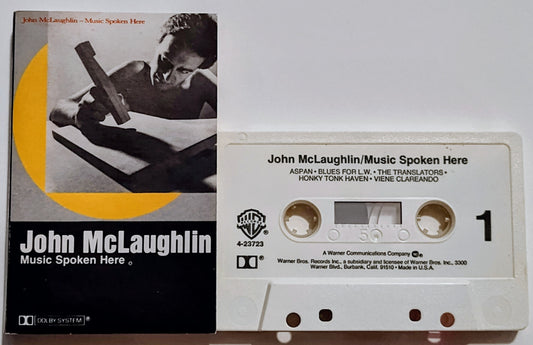 John McLaughlin – Music Spoken Here
John McLaughlin
Music Spoken Here
DOLBY SYSTEM
John McLaughlin/Music Spoken Here
ASPAN • BLUES FOR L.W. • THE TRANSLATORS •
HONKY TONK HAVEN • VIENE CLAREANDO
4-23723
50
1
A Warner Communications Company
Warner Bros. Records Inc., a subsidiary and licensee of Warner Bros. Inc., 3300
Warner Blvd., Burbank, Calif. 91510 • Made in U.S.A.